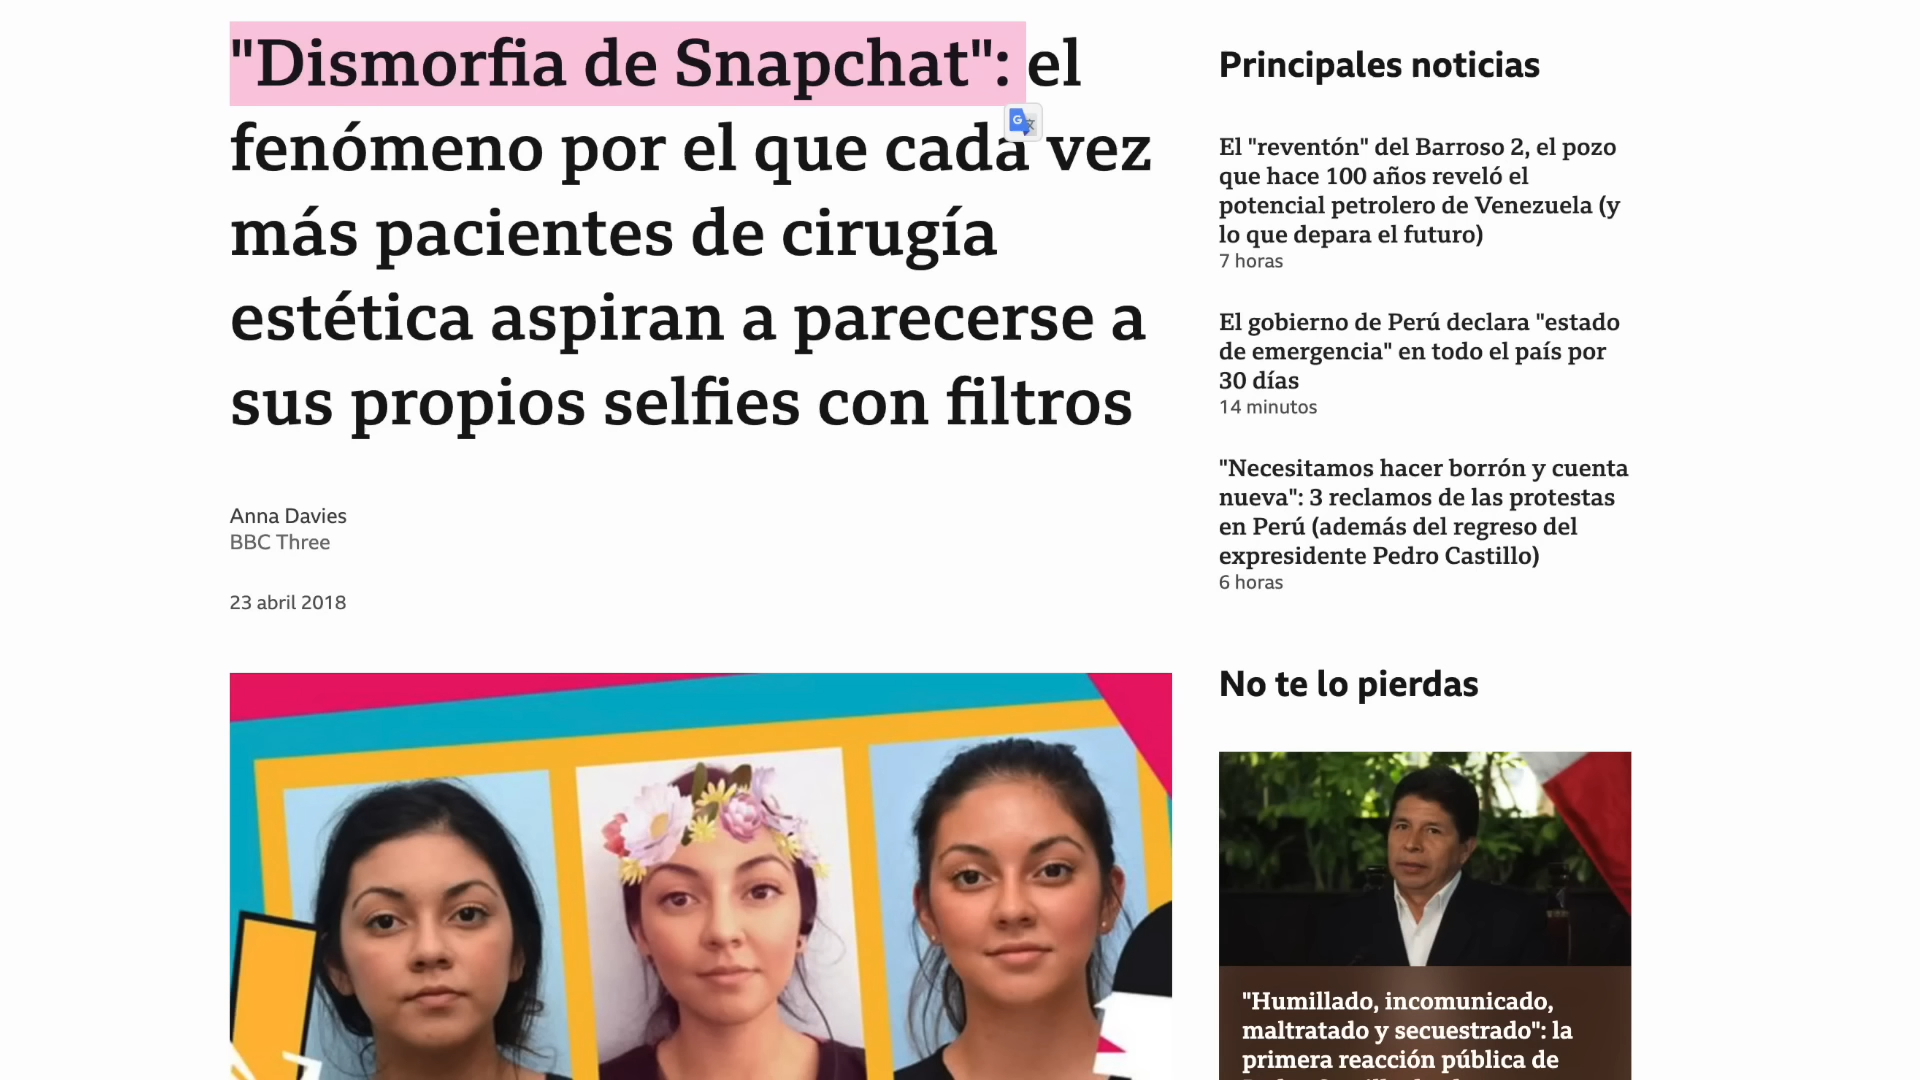 "Dismorfia de Snapchat": el
fenómeno por el que cada vez
más pacientes de cirugía
estética aspiran a parecerse a
sus propios selfies con filtros
Anna Davies
BBC Three
23 abril 2018
Principales noticias
El "reventón" del Barroso 2, el pozo
que hace 100 años reveló el
potencial petrolero de Venezuela (y
lo que depara el futuro)
7 horas
El gobierno de Perú declara "estado
de emergencia" en todo el país por
30 días
14 minutos
"Necesitamos hacer borrón y cuenta
nueva": 3 reclamos de las protestas
en Perú (además del regreso del
expresidente Pedro Castillo)
6 horas
No te lo pierdas
"Humillado, incomunicado,
maltratado y secuestrado": la
primera reacción pública de